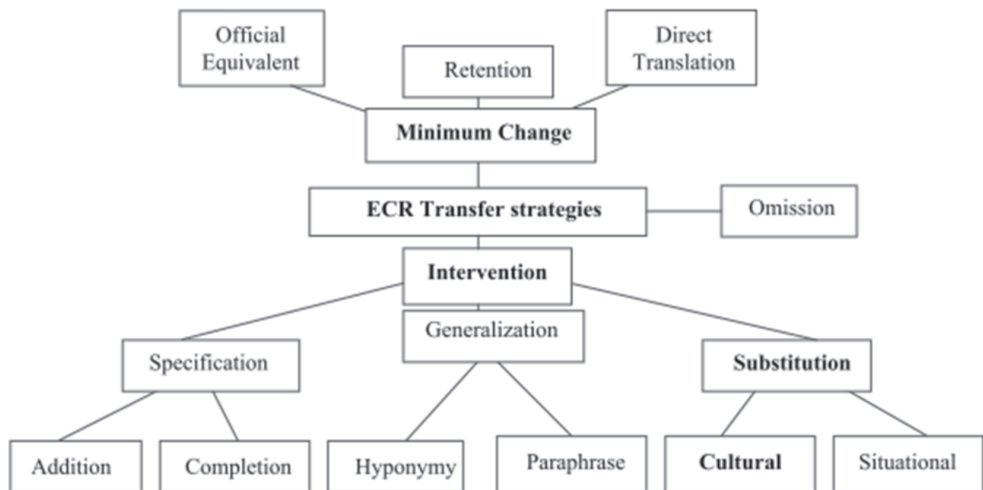 Official
Equivalent
Retention
Direct
Translation
Minimum Change
ECR Transfer strategies
Omission
Intervention
Generalization
Specification
Substitution
Addition
Completion
Hyponymy
Paraphrase
Cultural
Situational